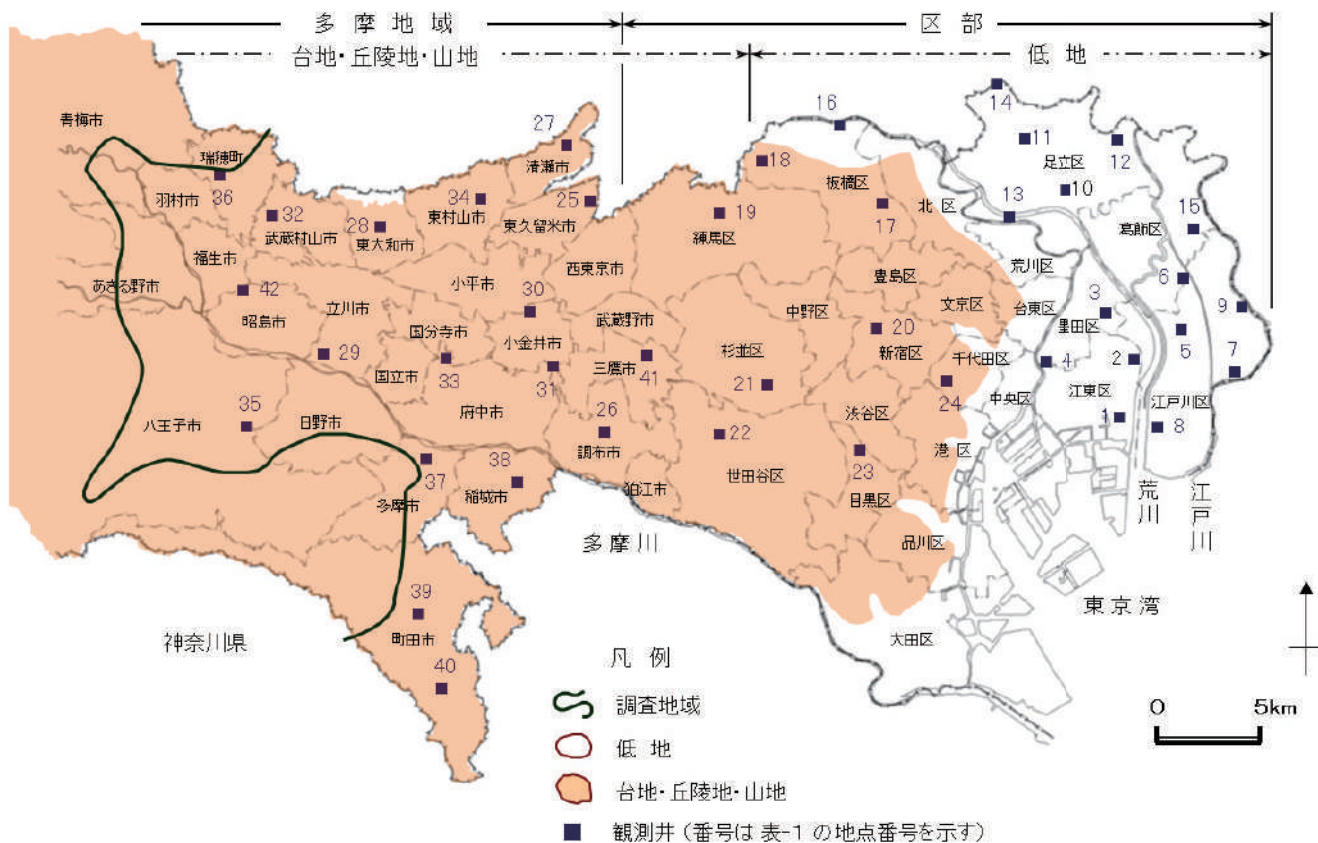 多摩地域
区部
台地・丘陵地・山地
低地
青梅市
瑞穂町
羽村市
36
32
武蔵村山市
28
東大和市
34
東村山市
27
清瀬市
25
東久留米市
福生市
あきる野市
42
昭島市
立川市
小平市
西東京市
30
国分寺市
小金井市
武蔵野市
29
国立市
33
31
三鷹市
41
府中市
26
調布市
35
八王子市
日野市
37
多摩市
38
稲城市
狛江市
39
町田市
40
16
18
板橋区
17
北区
19
練馬区
豊島区
文京区
中野区
20
新宿区
杉並区
21
千代田区
24
渋谷区
港区
22
世田谷区
23
目黒区
品川区
大田区
14
11
足立区
12
10
13
15
葛飾区
荒川区
台東区
3
墨田区
6
9
4
2
5
7
中央区
江東区
1
8
江戸川区
荒川
江戸川
多摩川
東京湾
神奈川県
凡例
調査地域
低地
台地・丘陵地・山地
観測井(番号は表-1の地点番号を示す)
0 5km